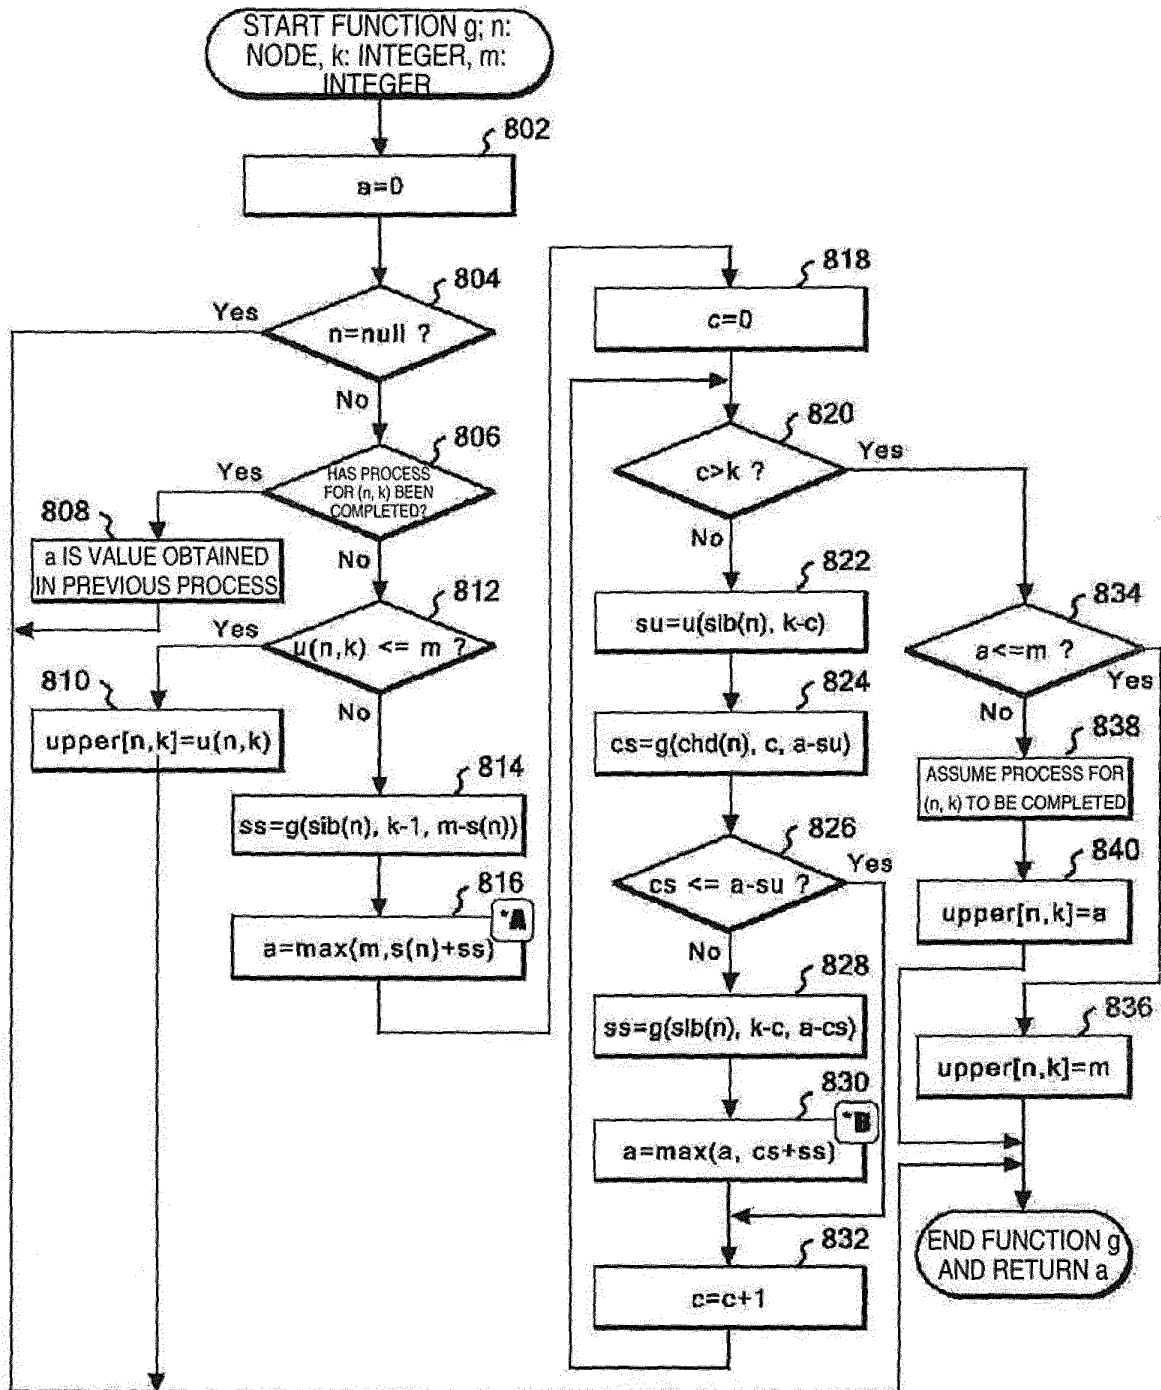 START FUNCTION g; n:
NODE, k: INTEGER, m:
INTEGER
802
a=0
804
n=null ?
Yes
No
806
HAS PROCESS
FOR (n, k) BEEN
COMPLETED?
Yes
No
808
a IS VALUE OBTAINED
IN PREVIOUS PROCESS
812
u(n,k) <= m ?
Yes
No
810
upper[n,k]=u(n,k)
814
ss=g(sib(n), k-1, m-s(n))
816
*A
a=max(m,s(n)+ss)
818
c=0
820
c>k ?
Yes
No
822
su=u(sib(n), k-c)
824
cs=g(chd(n), c, a-su)
826
cs <= a-su ?
Yes
No
828
ss=g(sib(n), k-c, a-cs)
830
a=max(a, cs+ss)
832
c=c+1
834
a<=m ?
Yes
No
838
ASSUME PROCESS FOR
(n, k) TO BE COMPLETED
840
upper[n,k]=a
836
upper[n,k]=m
END FUNCTION g
AND RETURN a